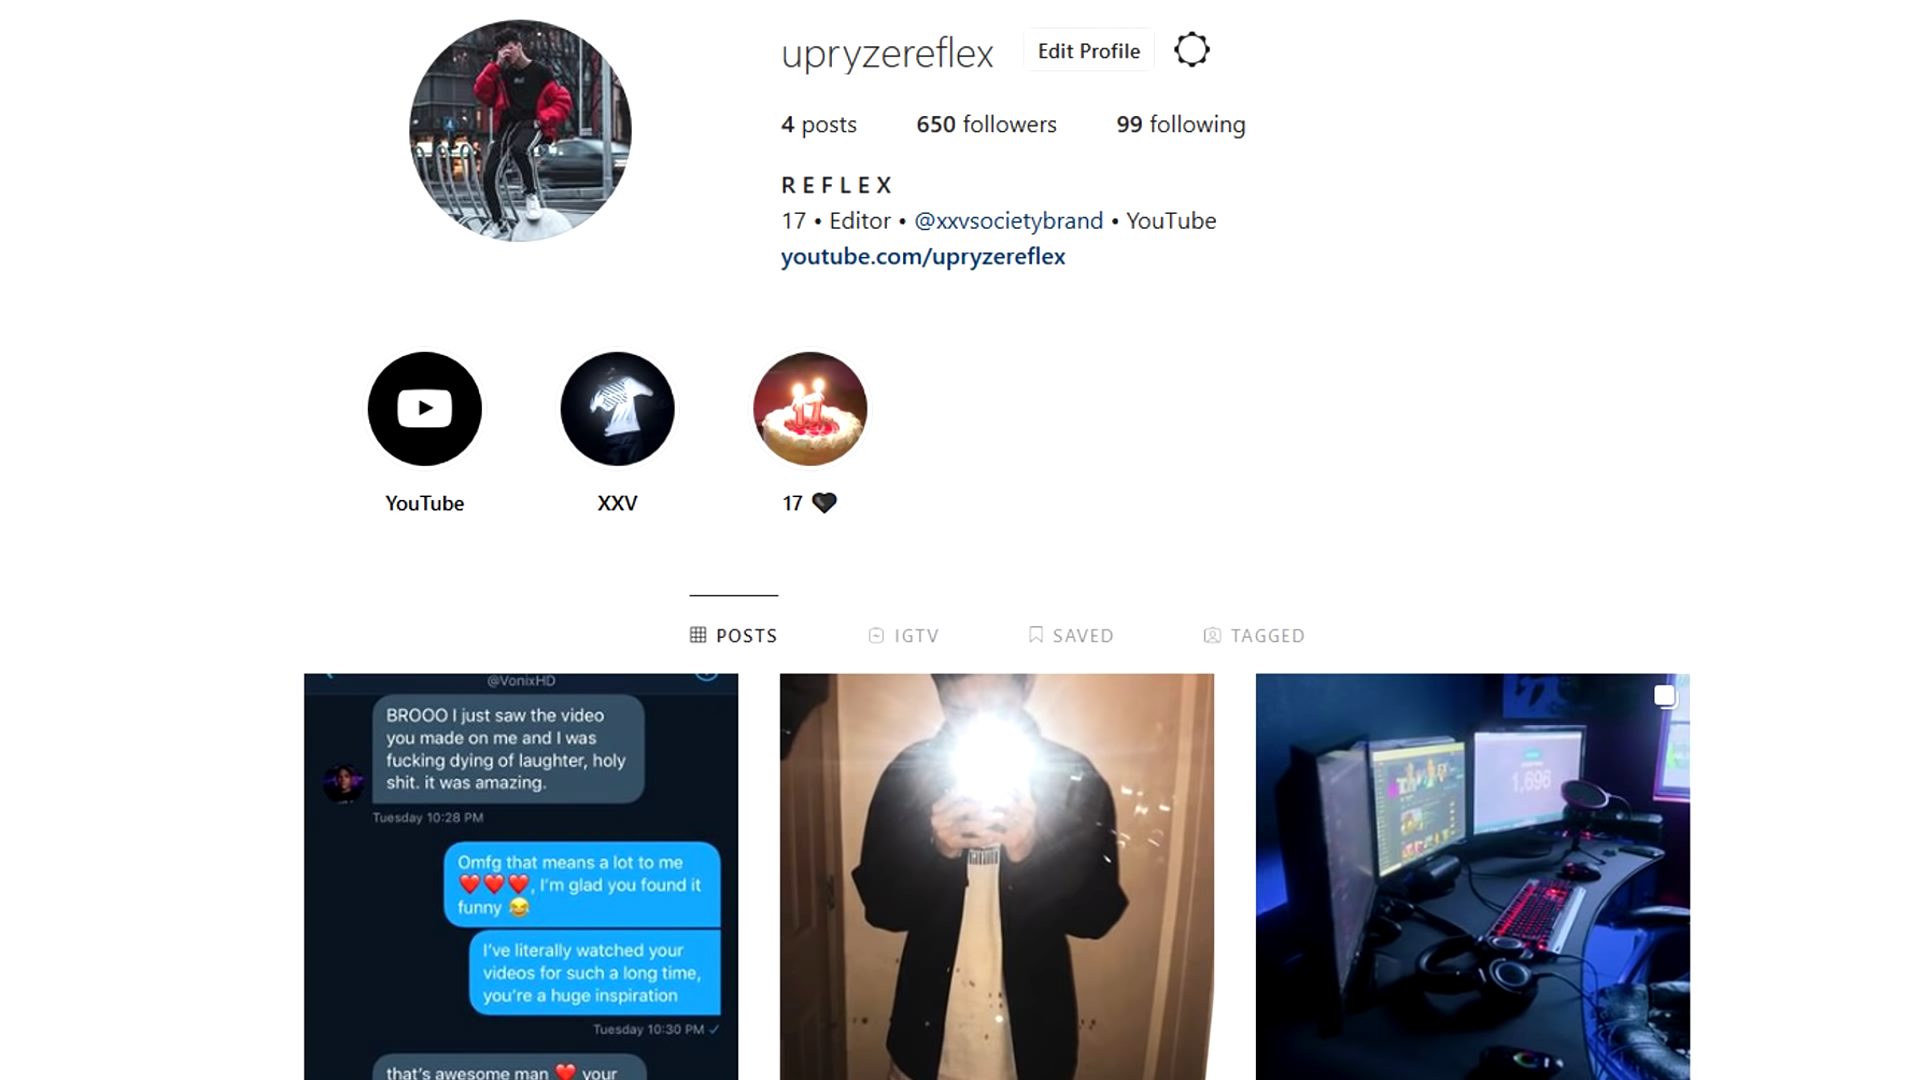 upryzereflex
Edit Profile
4 posts
650 followers
99 following
R E F L E X
17 • Editor • @xxvsocietybrand • YouTube
youtube.com/upryzereflex
YouTube
XXV
17 🖤
POSTS
IGTV
SAVED
TAGGED
@VonixHD
BROOO I just saw the video
you made on me and I was
fucking dying of laughter, holy
shit. it was amazing.
Tuesday 10:28 PM
Omfg that means a lot to me
❤️❤️❤️, I'm glad you found it
funny 😂
I've literally watched your
videos for such a long time,
you're a huge inspiration
Tuesday 10:30 PM ✓
that's awesome man ❤️ your
1,696